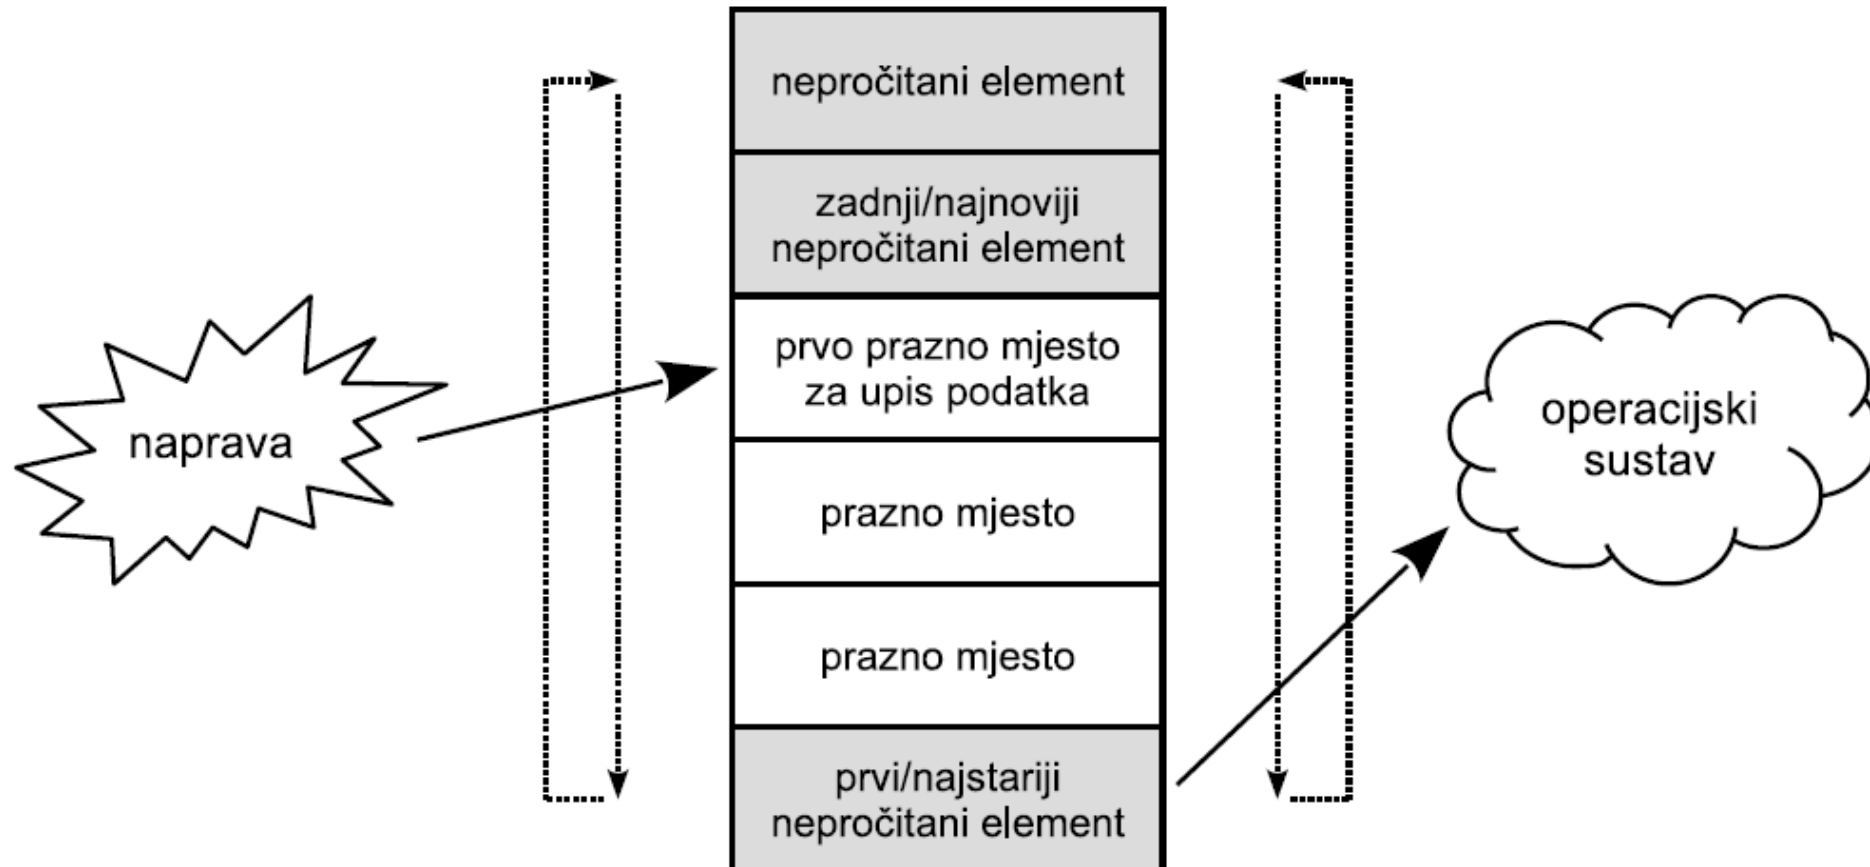 nepročitani element
zadnji/najnoviji
nepročitani element
prvo prazno mjesto
za upis podatka
naprava
operacijski
sustav
prazno mjesto
prazno mjesto
prvi/najstariji
nepročitani element